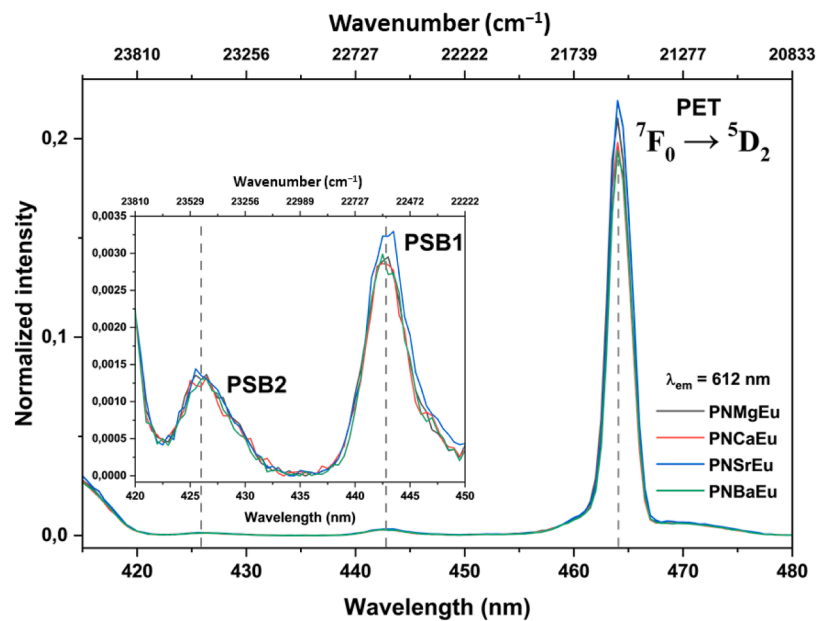 Wavenumber (cm⁻¹)
23810 23256 22727 22222 21739 21277 20833
PET
⁷F₀ → ⁵D₂
0,2
0,1
0,0
Normalized intensity
Wavenumber (cm⁻¹)
23810 23529 23256 22989 22727 22472 22222
0,0035
0,0030
0,0025
0,0020
0,0015
0,0010
0,0005
0,0000
PSB1
PSB2
420 425 430 435 440 445 450
Wavelength (nm)
λem = 612 nm
PNMgEu
PNCaEu
PNSrEu
PNBaEu
420 430 440 450 460 470 480
Wavelength (nm)